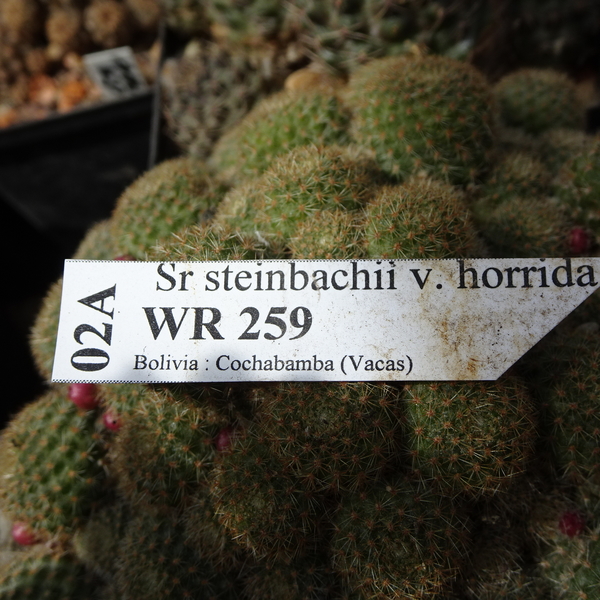 02A
Sr steinbachii v. horrida
WR 259
Bolivia : Cochabamba (Vacas)